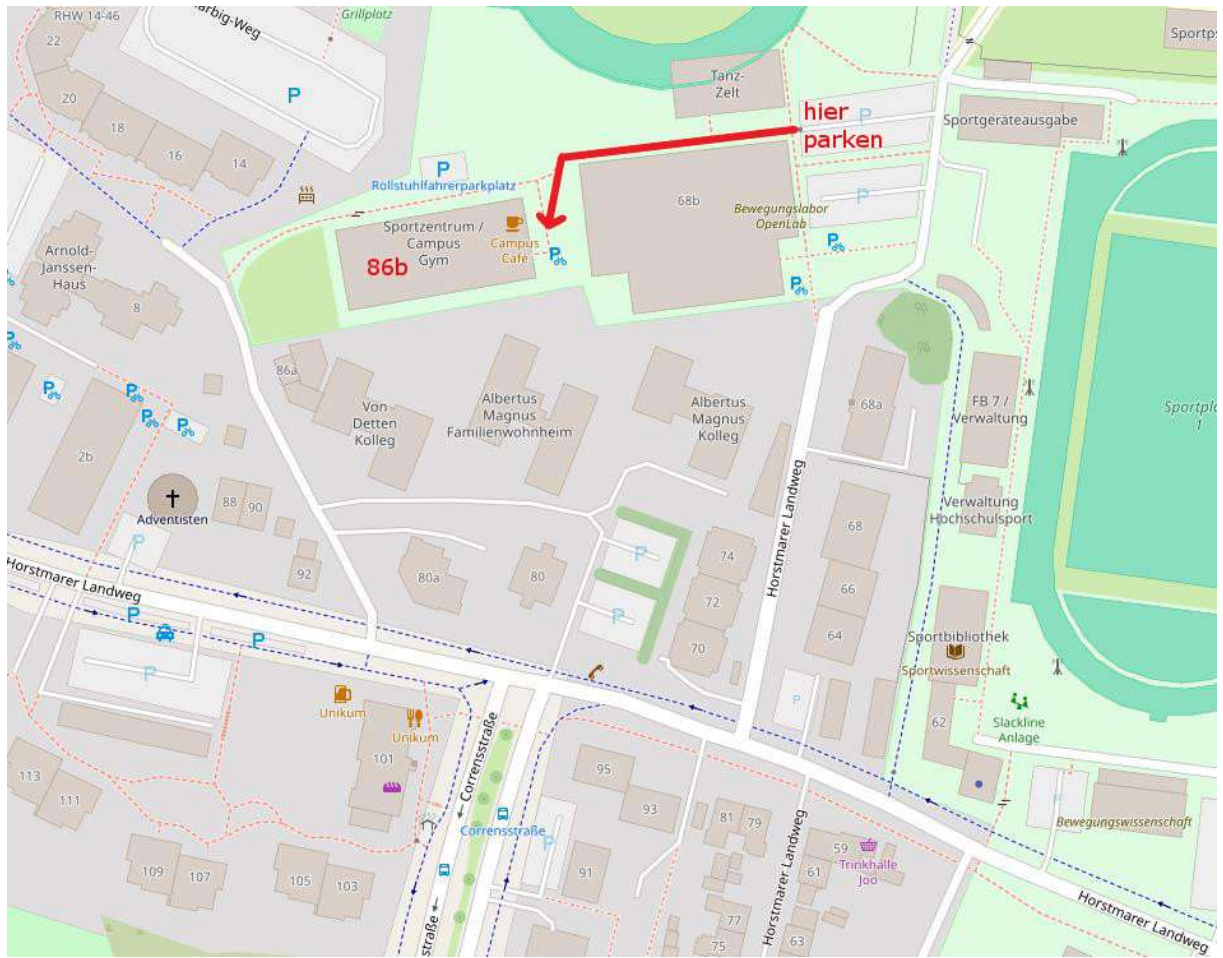 RHW 14-46
arbig-Weg
Grillplatz
22
20
18
16
14
P
Tanz-
Zelt
hier
parken
P
Sportgeräteausgabe
P
Rollstuhlfahrerparkplatz
68b
Bewegungslabor
OpenLab
P
Sportzentrum /
Campus
Gym
Campus
Café
86b
P
P
P
Arnold-
Janssen-
Haus
8
P
P
P
P
P
P
86a
Von
Detten
Kolleg
Albertus
Magnus
Familienwohnheim
Albertus
Magnus
Kolleg
68a
FB 7 /
Verwaltung
Sportpl
1
2b
Adventisten
88
90
92
P
Horstmarer Landweg
80a
80
P
P
74
72
70
Horstmarer Landweg
68
66
64
P
Verwaltung
Hochschulsport
Sportbibliothek
Sportwissenschaft
62
Slackline
Anlage
P
P
P
Unikum
Unikum
101
Corrensstraße
113
111
109
107
105
103
Corrensstraße
P
straße
95
93
91
81
79
77
75
Horstmarer Landweg
59
61
63
Trinkhalle
Joo
P
Bewegungswissenschaft
Horstmarer Landweg